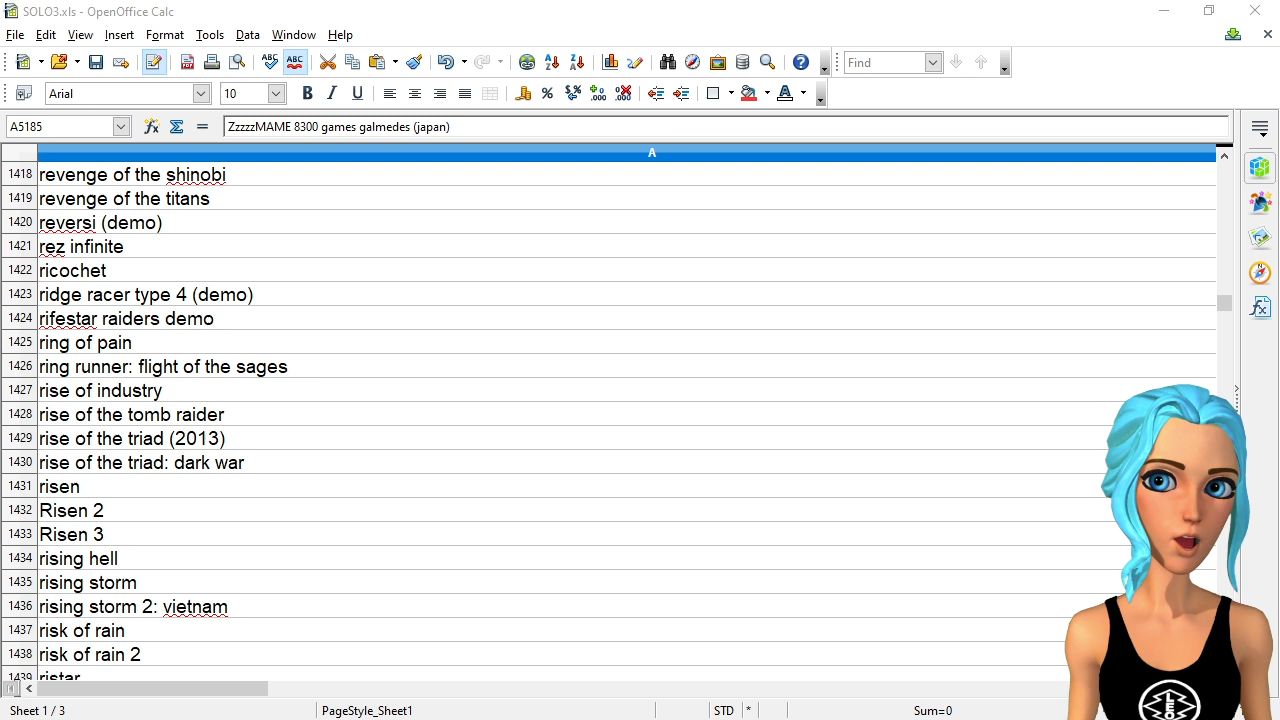 SOLO3.xls - OpenOffice Calc
File Edit View Insert Format Tools Data Window Help
Find
Arial 10
A5185 ZzzzzMAME 8300 games galmedes (japan)
A
1418 revenge of the shinobi
1419 revenge of the titans
1420 reversi (demo)
1421 rez infinite
1422 ricochet
1423 ridge racer type 4 (demo)
1424 rifestar raiders demo
1425 ring of pain
1426 ring runner: flight of the sages
1427 rise of industry
1428 rise of the tomb raider
1429 rise of the triad (2013)
1430 rise of the triad: dark war
1431 risen
1432 Risen 2
1433 Risen 3
1434 rising hell
1435 rising storm
1436 rising storm 2: vietnam
1437 risk of rain
1438 risk of rain 2
1439 ristar
Sheet 1 / 3 PageStyle_Sheet1 STD * Sum=0